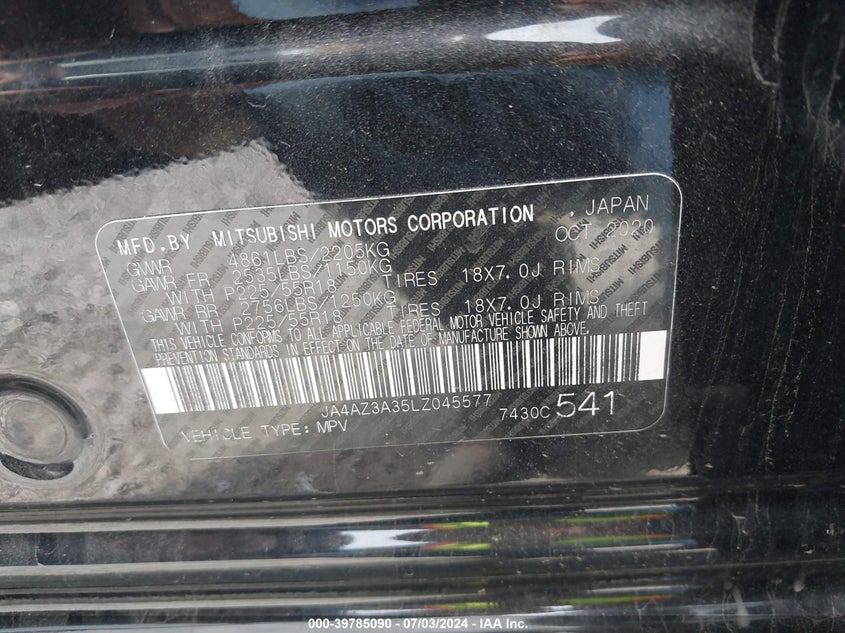 MFD.BY MITSUBISHI MOTORS CORPORATION , JAPAN
GVWR 4861LBS/2205KG OCT 2020
GAWR FR 2535LBS/1150KG TIRES 18X7.0J RIMS
WITH P225/55R18
GAWR RR 2756LBS/1250KG TIRES 18X7.0J RIMS
WITH P225/55R18
THIS VEHICLE CONFORMS TO ALL APPLICABLE FEDERAL MOTOR VEHICLE SAFETY AND THEFT
PREVENTION STANDARDS IN EFFECT ON THE DATE OF MANUFACTURE SHOWN ABOVE.
JA4AZ3A35LZ045577 7430C 541
VEHICLE TYPE: MPV
000-39785090 - 07/03/2024 - IAA Inc.